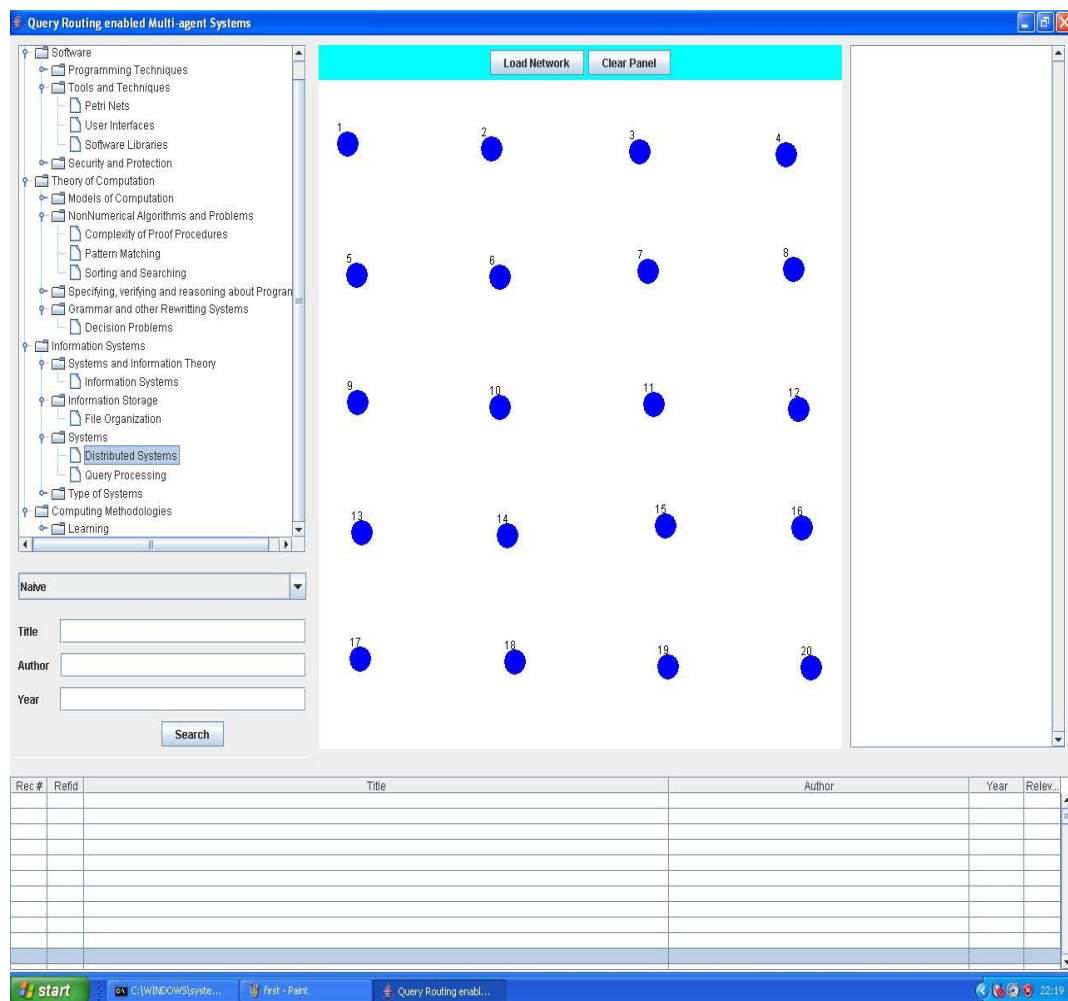 Query Routing enabled Multi-agent Systems
Software
Programming Techniques
Tools and Techniques
Petri Nets
User Interfaces
Software Libraries
Security and Protection
Theory of Computation
Models of Computation
NonNumerical Algorithms and Problems
Complexity of Proof Procedures
Pattern Matching
Sorting and Searching
Specifying, verifying and reasoning about Progran
Grammar and other Rewritting Systems
Decision Problems
Information Systems
Systems and Information Theory
Information Systems
Information Storage
File Organization
Systems
Distributed Systems
Query Processing
Type of Systems
Computing Methodologies
Learning
Naive
Title
Author
Year
Search
Load Network Clear Panel
1 2 3 4
5 6 7 8
9 10 11 12
13 14 15 16
17 18 19 20
Rec # RefId Title Author Year Relev...
start C:\WINDOWS\syste... first - Paint Query Routing enabl... 22:19